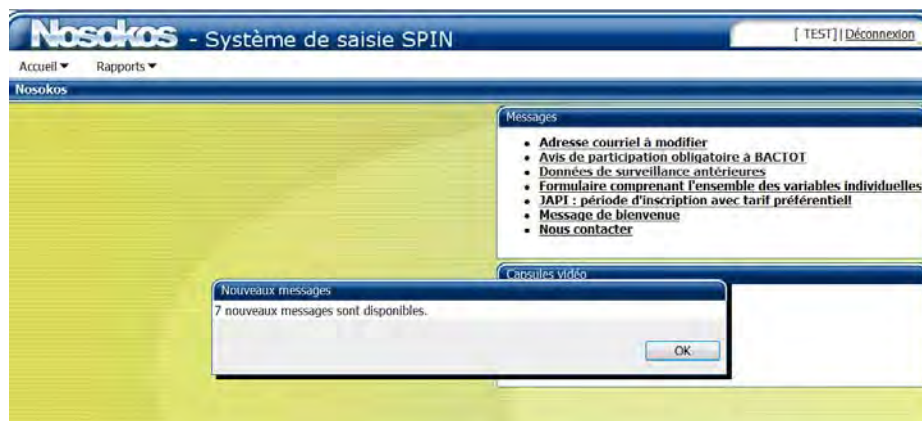 Nosokos - Système de saisie SPIN
[ TEST]|Déconnexion
Accueil Rapports
Nosokos
Messages
Adresse courriel à modifier
Avis de participation obligatoire à BACTOT
Données de surveillance antérieures
Formulaire comprenant l'ensemble des variables individuelles
JAPI : période d'inscription avec tarif préférentiel!
Message de bienvenue
Nous contacter
Capsules vidéo
Nouveaux messages
7 nouveaux messages sont disponibles.
OK